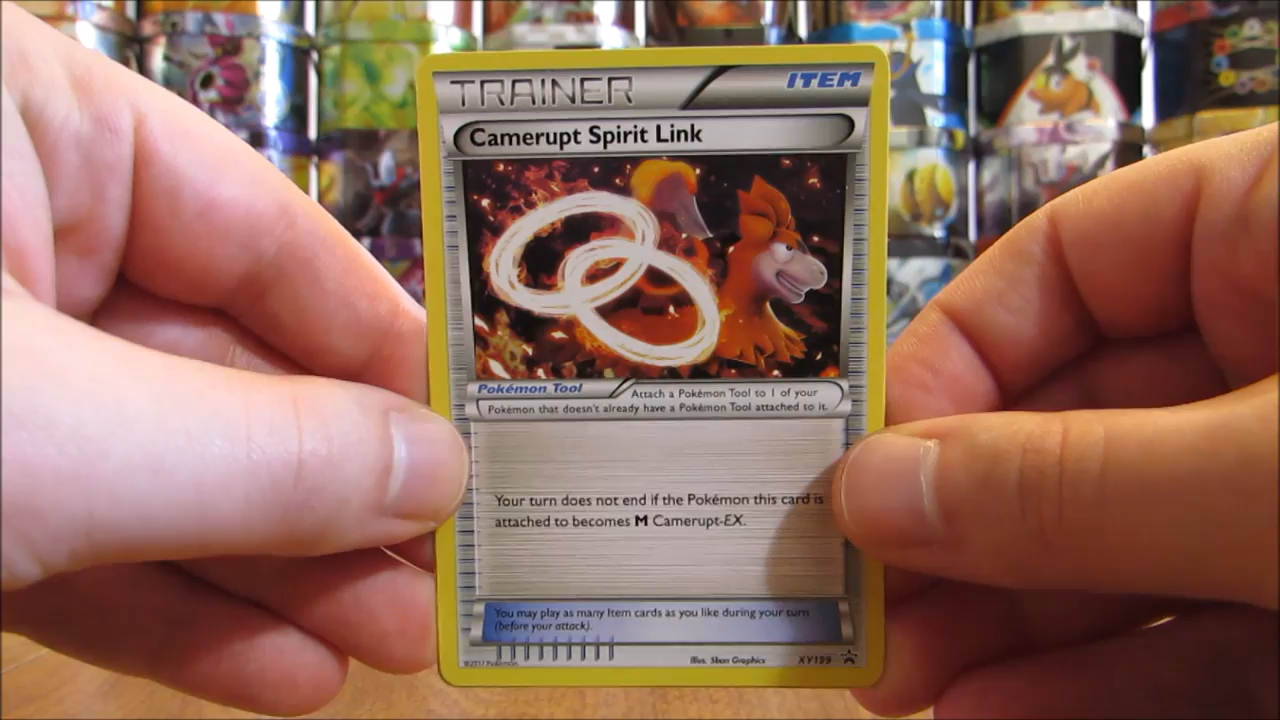 TRAINER
ITEM
Camerupt Spirit Link
Pokémon Tool
Attach a Pokémon Tool to 1 of your
Pokémon that doesn't already have a Pokémon Tool attached to it.
Your turn does not end if the Pokémon this card is
attached to becomes M Camerupt-EX.
You may play as many Item cards as you like during your turn
(before your attack).
©2017 Pokémon
Illus. 5ban Graphics
XY199